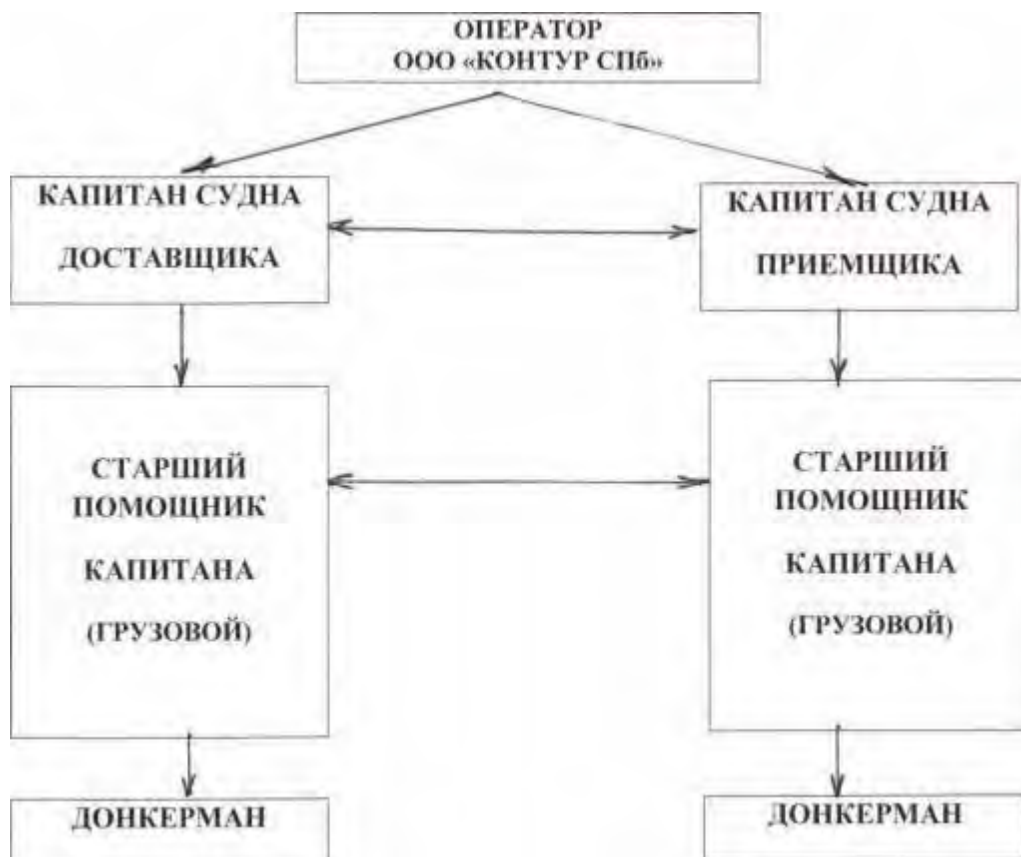 ОПЕРАТОР
ООО «КОНТУР СПб»
КАПИТАН СУДНА
ДОСТАВЩИКА
КАПИТАН СУДНА
ПРИЕМЩИКА
СТАРШИЙ
ПОМОЩНИК
КАПИТАНА
(ГРУЗОВОЙ)
СТАРШИЙ
ПОМОЩНИК
КАПИТАНА
(ГРУЗОВОЙ)
ДОНКЕРМАН
ДОНКЕРМАН